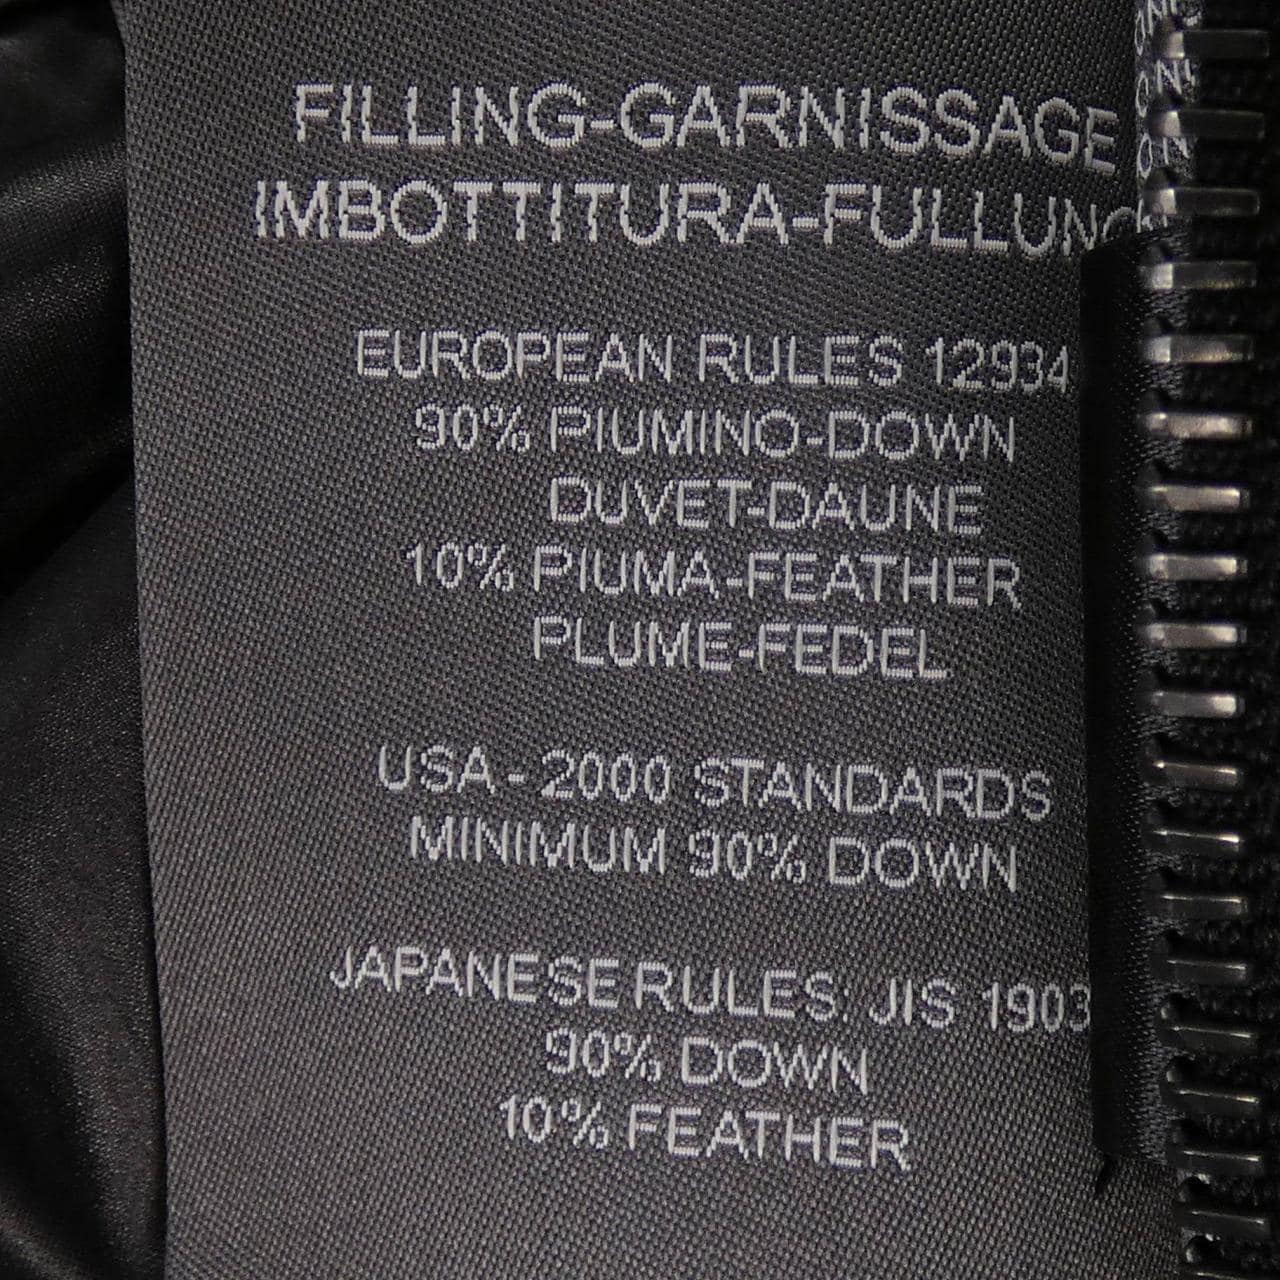 FILLING-GARNISSAGE
IMBOTTITURA-FULLUNG
EUROPEAN RULES 12934
90% PIUMINO-DOWN
DUVET-DAUNE
10% PIUMA-FEATHER
PLUME-FEDEL
USA - 2000 STANDARDS
MINIMUM 90% DOWN
JAPANESE RULES: JIS 1903
90% DOWN
10% FEATHER